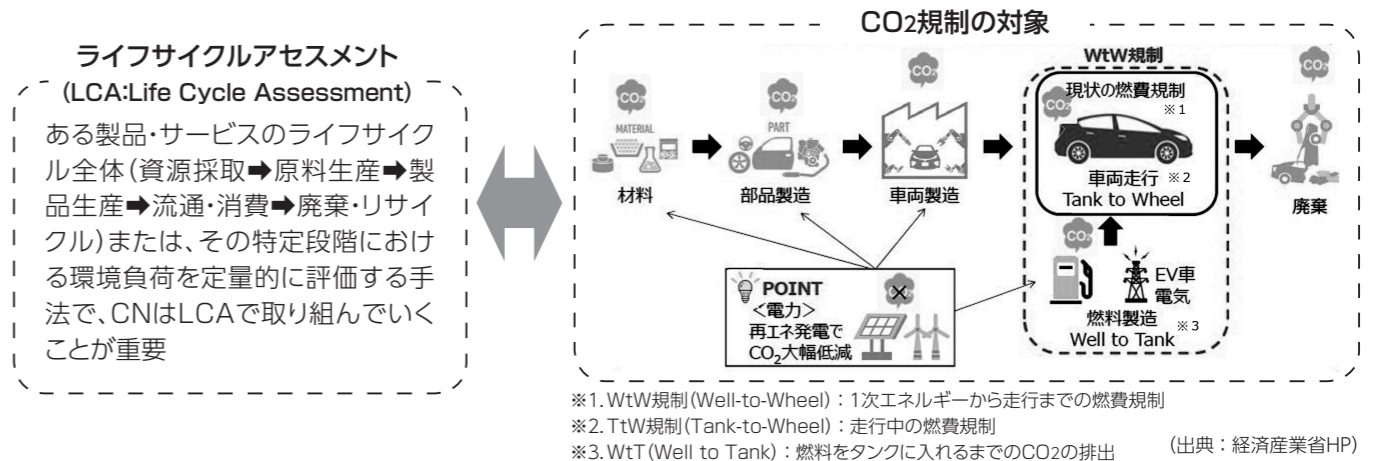 ライフサイクルアセスメント
(LCA:Life Cycle Assessment)
ある製品・サービスのライフサイク
ル全体(資源採取➡原料生産➡製
品生産➡流通・消費➡廃棄・リサイ
クル)または、その特定段階におけ
る環境負荷を定量的に評価する手
法で、CNはLCAで取り組んでいく
ことが重要
CO2規制の対象
WtW規制
CO2
MATERIAL
材料
CO2
PART
部品製造
CO2
車両製造
CO2
現状の燃費規制
※1
車両走行 ※2
Tank to Wheel
CO2
廃棄
CO2
EV車
電気
燃料製造 ※3
Well to Tank
POINT
<電力>
再エネ発電で
CO2大幅低減
※1.WtW規制(Well-to-Wheel):1次エネルギーから走行までの燃費規制
※2.TtW規制(Tank-to-Wheel):走行中の燃費規制
※3.WtT(Well to Tank):燃料をタンクに入れるまでのCO2の排出
(出典:経済産業省HP)